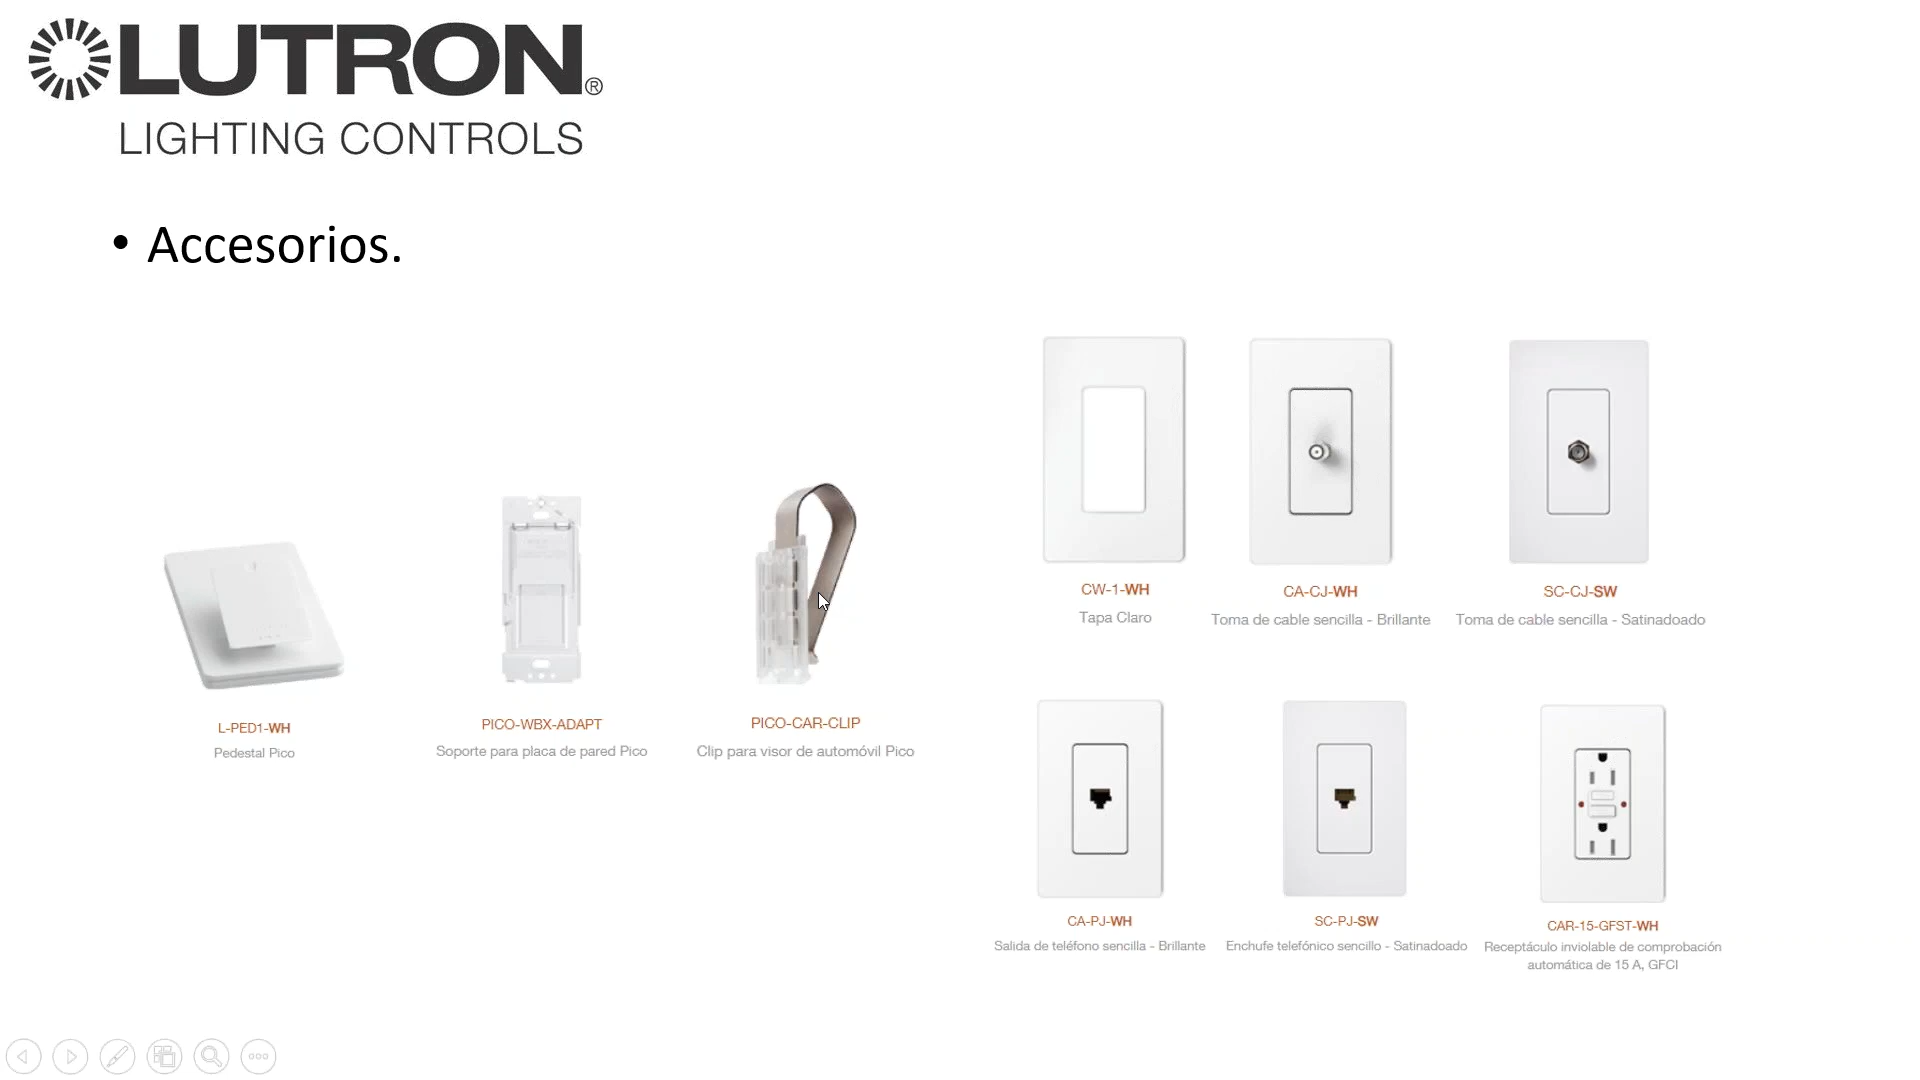 LUTRON®
LIGHTING CONTROLS
• Accesorios.
L-PED1-WH
Pedestal Pico
PICO-WBX-ADAPT
Soporte para placa de pared Pico
PICO-CAR-CLIP
Clip para visor de automóvil Pico
CW-1-WH
Tapa Claro
CA-CJ-WH
Toma de cable sencilla - Brillante
SC-CJ-SW
Toma de cable sencilla - Satinadoado
CA-PJ-WH
Salida de teléfono sencilla - Brillante
SC-PJ-SW
Enchufe telefónico sencillo - Satinadoado
CAR-15-GFST-WH
Receptáculo inviolable de comprobación
automática de 15 A, GFCI